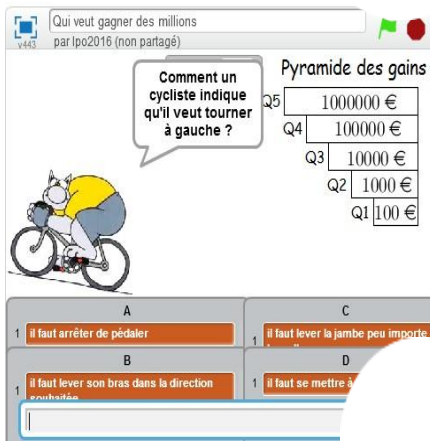 Qui veut gagner des millions
v443
par lpo2016 (non partagé)
Comment un
cycliste indique
qu'il veut tourner
à gauche ?
Pyramide des gains
Q5 1000000 €
Q4 100000 €
Q3 10000 €
Q2 1000 €
Q1 100 €
A
1 il faut arrêter de pédaler
C
1 il faut lever la jambe peu importe
B
1 il faut lever son bras dans la direction
souhaitée
D
1 il faut se mettre à